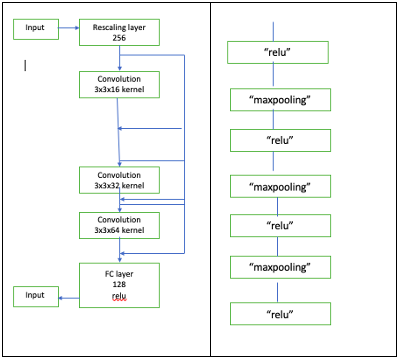 Input
Rescaling layer
256
Convolution
3x3x16 kernel
Convolution
3x3x32 kernel
Convolution
3x3x64 kernel
FC layer
128
relu
Input
“relu”
“maxpooling”
“relu”
“maxpooling”
“relu”
“maxpooling”
“relu”